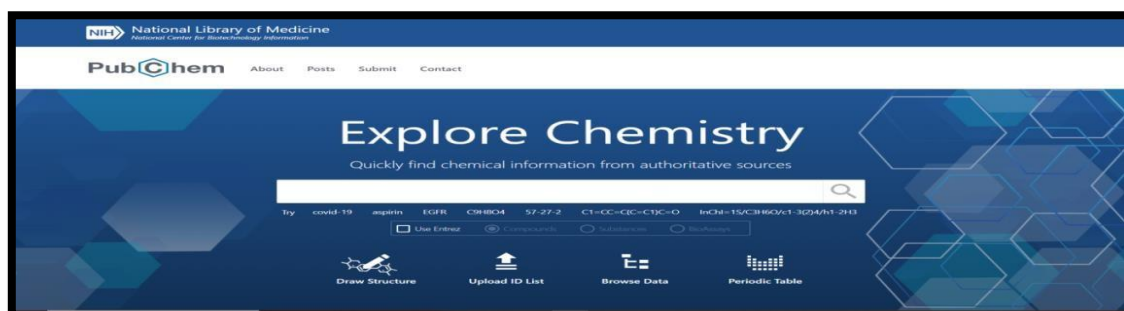 NIH National Library of Medicine
National Center for Biotechnology Information
PubChem About Posts Submit Contact
Explore Chemistry
Quickly find chemical information from authoritative sources
Try covid-19 aspirin EGFR C9H8O4 57-27-2 C1=CC=C(C=C1)C=O InChI=1S/C3H6O/c1-3(2)4/h1-2H3
Use Entrez Compounds Substances BioAssays
Draw Structure Upload ID List Browse Data Periodic Table